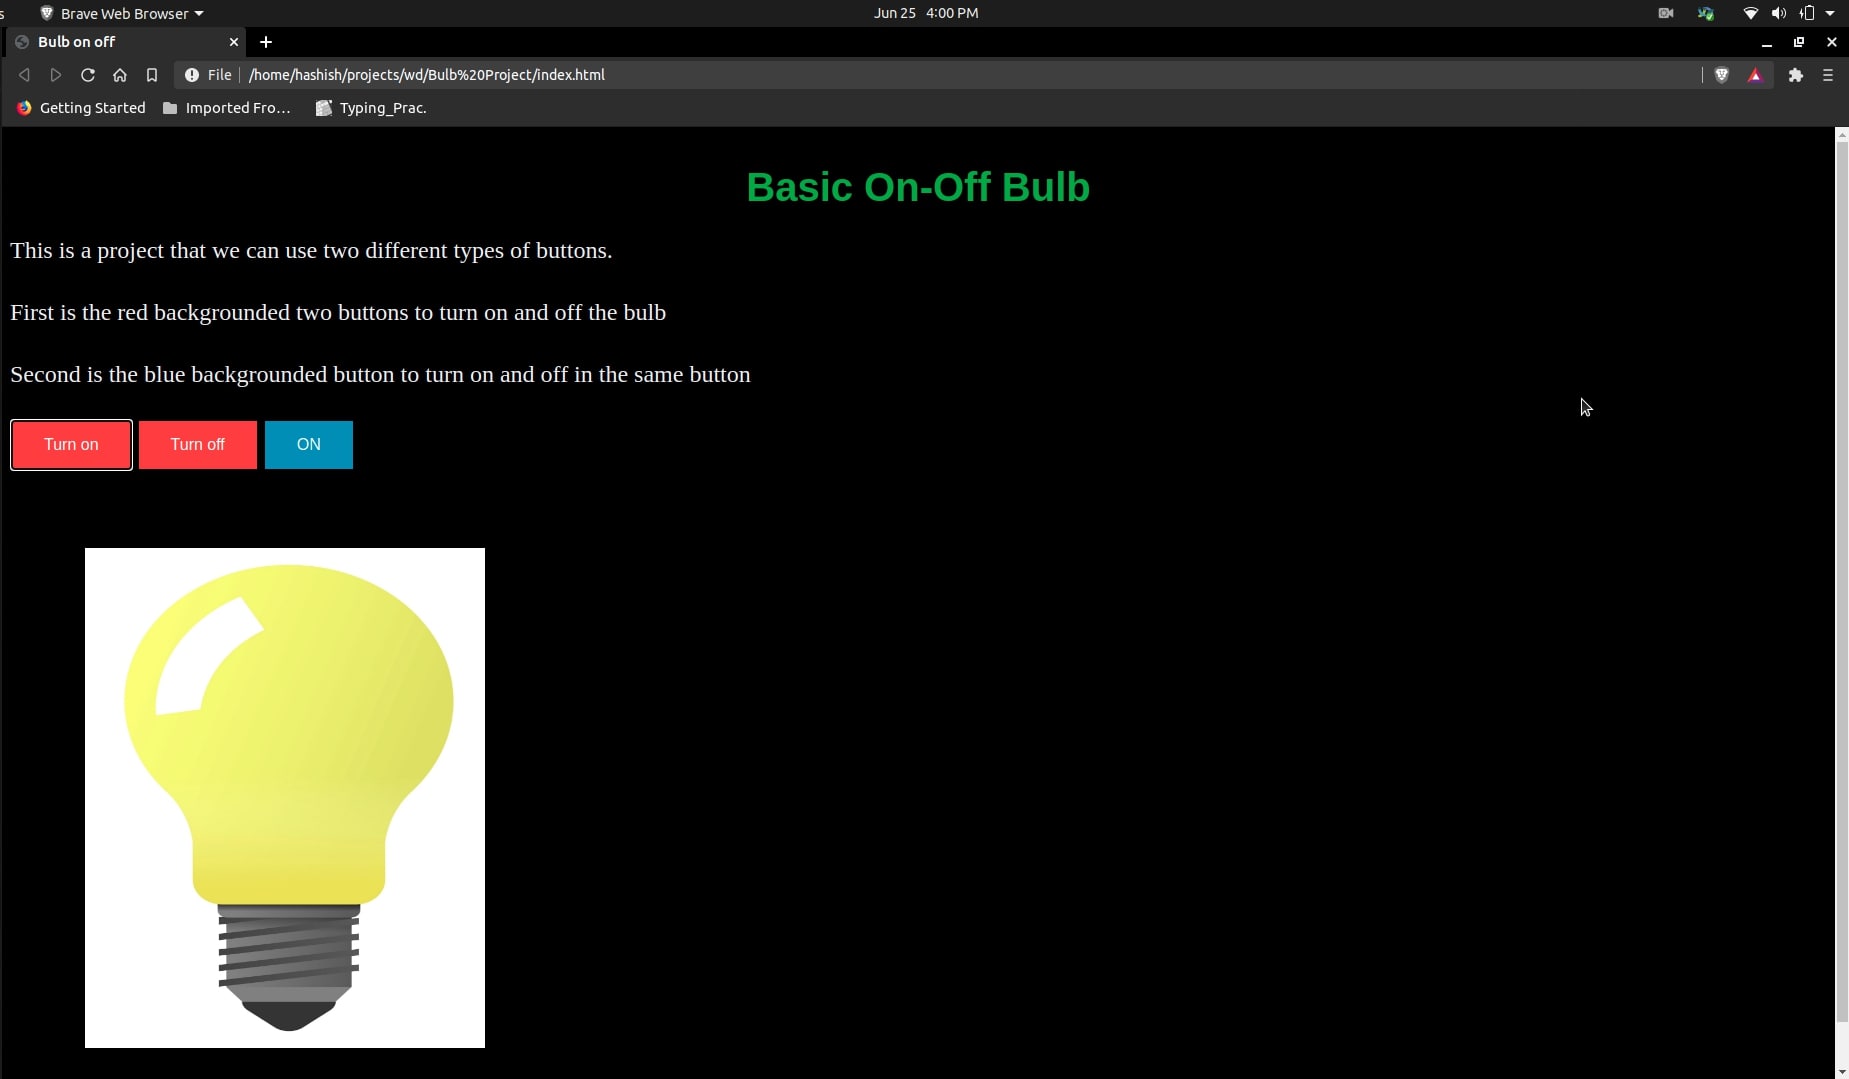 s
Brave Web Browser
Jun 25 4:00 PM
Bulb on off
File
/home/hashish/projects/wd/Bulb%20Project/index.html
Getting Started
Imported Fro…
Typing_Prac.
Basic On-Off Bulb
This is a project that we can use two different types of buttons.
First is the red backgrounded two buttons to turn on and off the bulb
Second is the blue backgrounded button to turn on and off in the same button
Turn on
Turn off
ON